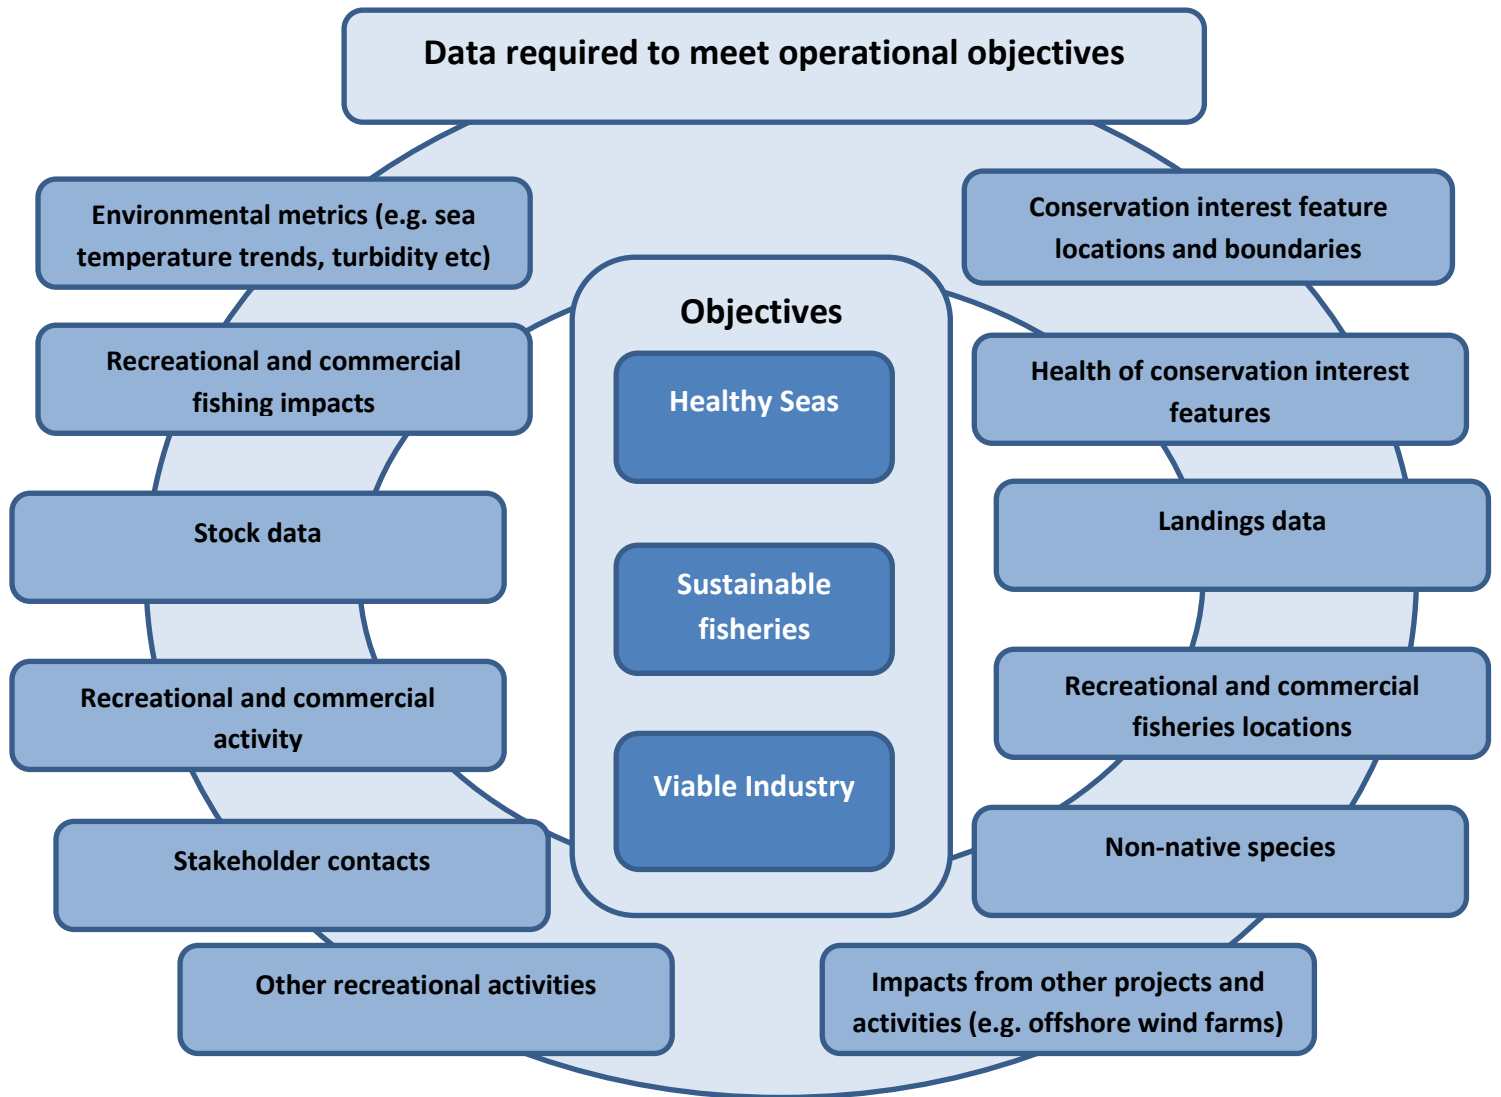 Data required to meet operational objectives
Environmental metrics (e.g. sea
temperature trends, turbidity etc)
Recreational and commercial
fishing impacts
Stock data
Recreational and commercial
activity
Stakeholder contacts
Other recreational activities
Objectives
Healthy Seas
Sustainable
fisheries
Viable Industry
Conservation interest feature
locations and boundaries
Health of conservation interest
features
Landings data
Recreational and commercial
fisheries locations
Non-native species
Impacts from other projects and
activities (e.g. offshore wind farms)